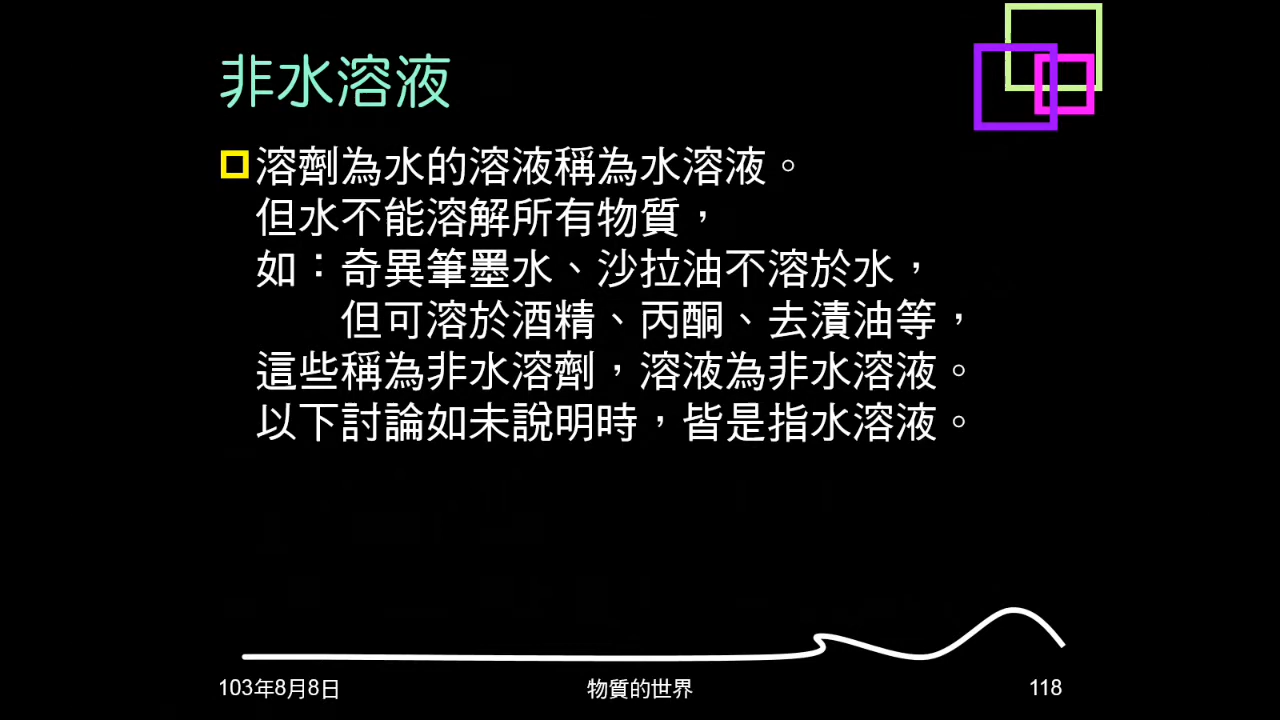 非水溶液
溶劑為水的溶液稱為水溶液。
但水不能溶解所有物質，
如：奇異筆墨水、沙拉油不溶於水，
但可溶於酒精、丙酮、去漬油等，
這些稱為非水溶劑，溶液為非水溶液。
以下討論如未說明時，皆是指水溶液。
103年8月8日
物質的世界
118